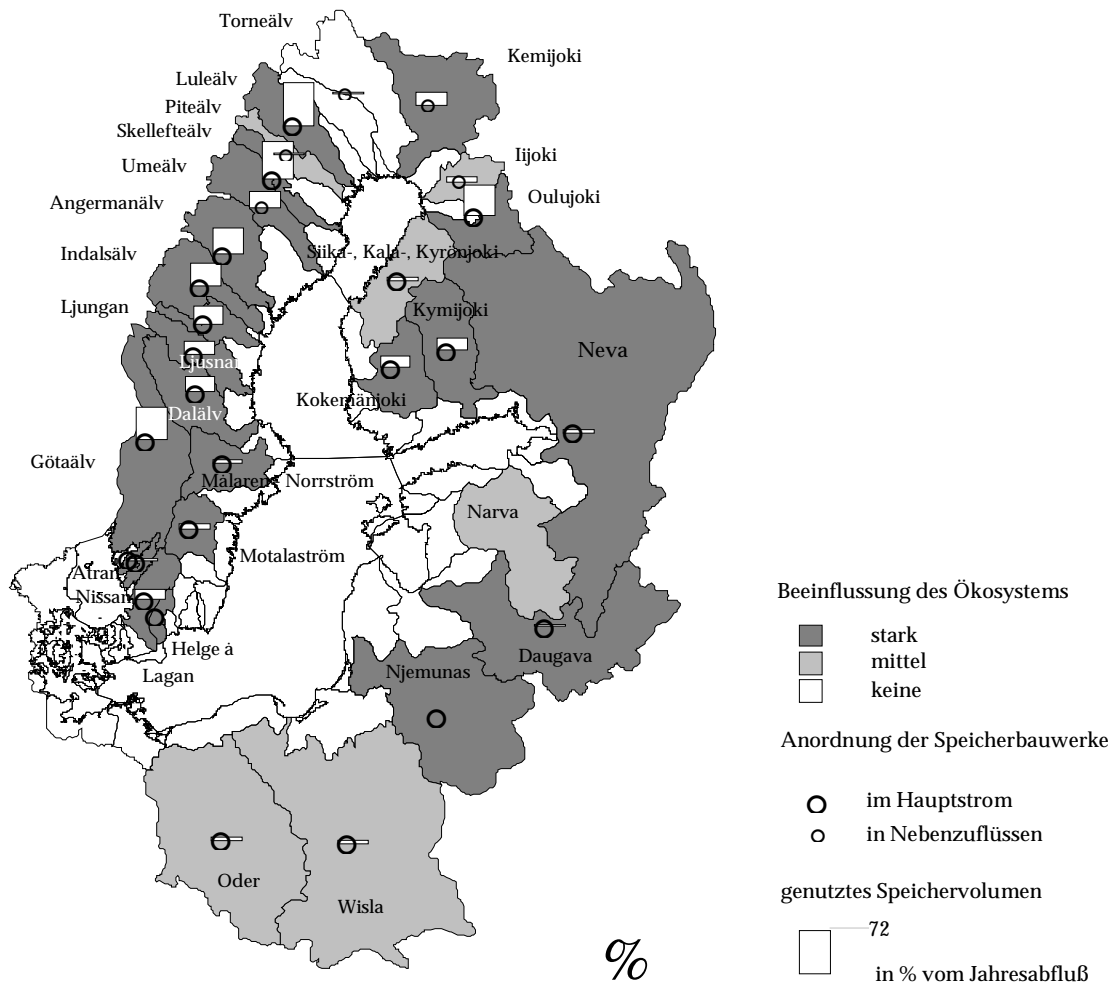 Torneälv
Kemijoki
Luleälv
Piteälv
Skellefteälv
Umeälv
Iijoki
Oulujoki
Angermanälv
Indalsälv
Siika-, Kala-, Kyrönjoki
Ljungan
Kymijoki
Neva
Ljusnan
Kokemänjoki
Dalälv
Götaälv
Mälaren Norrström
Narva
Motalaström
Atran
Nissan
Helge å
Lagan
Njemunas
Daugava
Oder
Wisla
%
Beeinflussung des Ökosystems
stark
mittel
keine
Anordnung der Speicherbauwerke
im Hauptstrom
in Nebenzuflüssen
genutztes Speichervolumen
72
in % vom Jahresabfluß